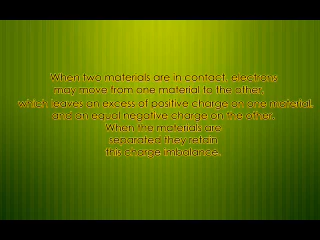 When two materials are in contact, electrons
may move from one material to the other,
which leaves an excess of positive charge on one material,
and an equal negative charge on the other.
When the materials are
separated they retain
this charge imbalance.